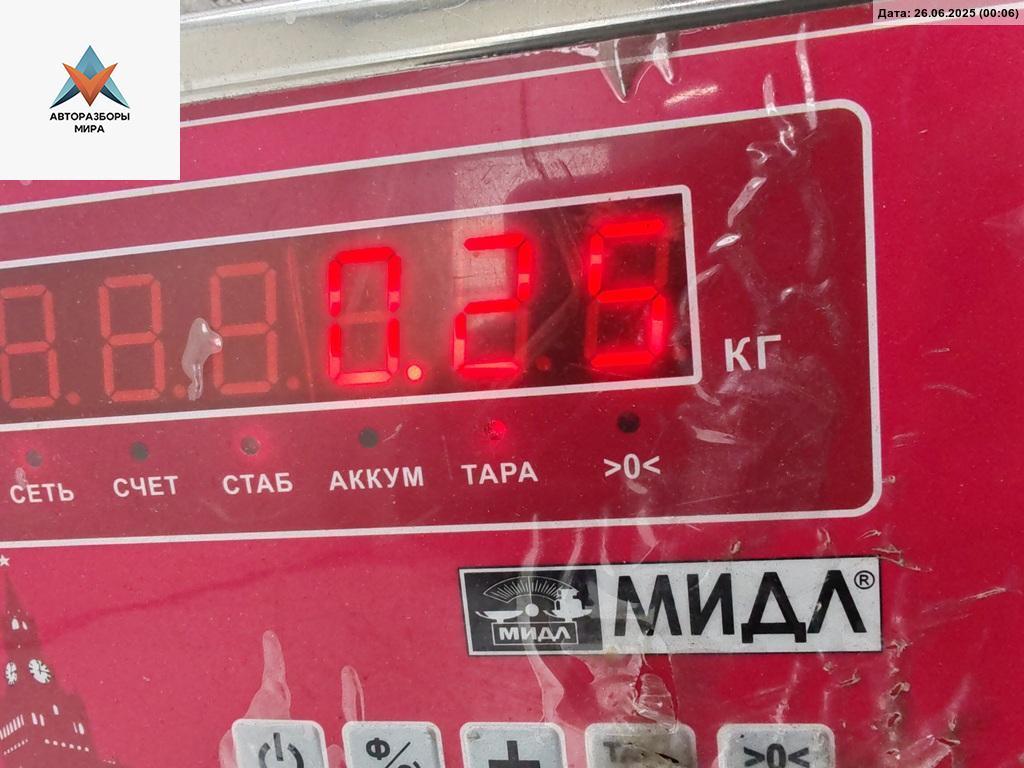 Дата: 26.06.2025 (00:06)
АВТОРАЗБОРЫ
МИРА
0.26
КГ
СЕТЬ СЧЕТ СТАБ АККУМ ТАРА >0<
МИДЛ МИДЛ®
Ф/
+
>0<